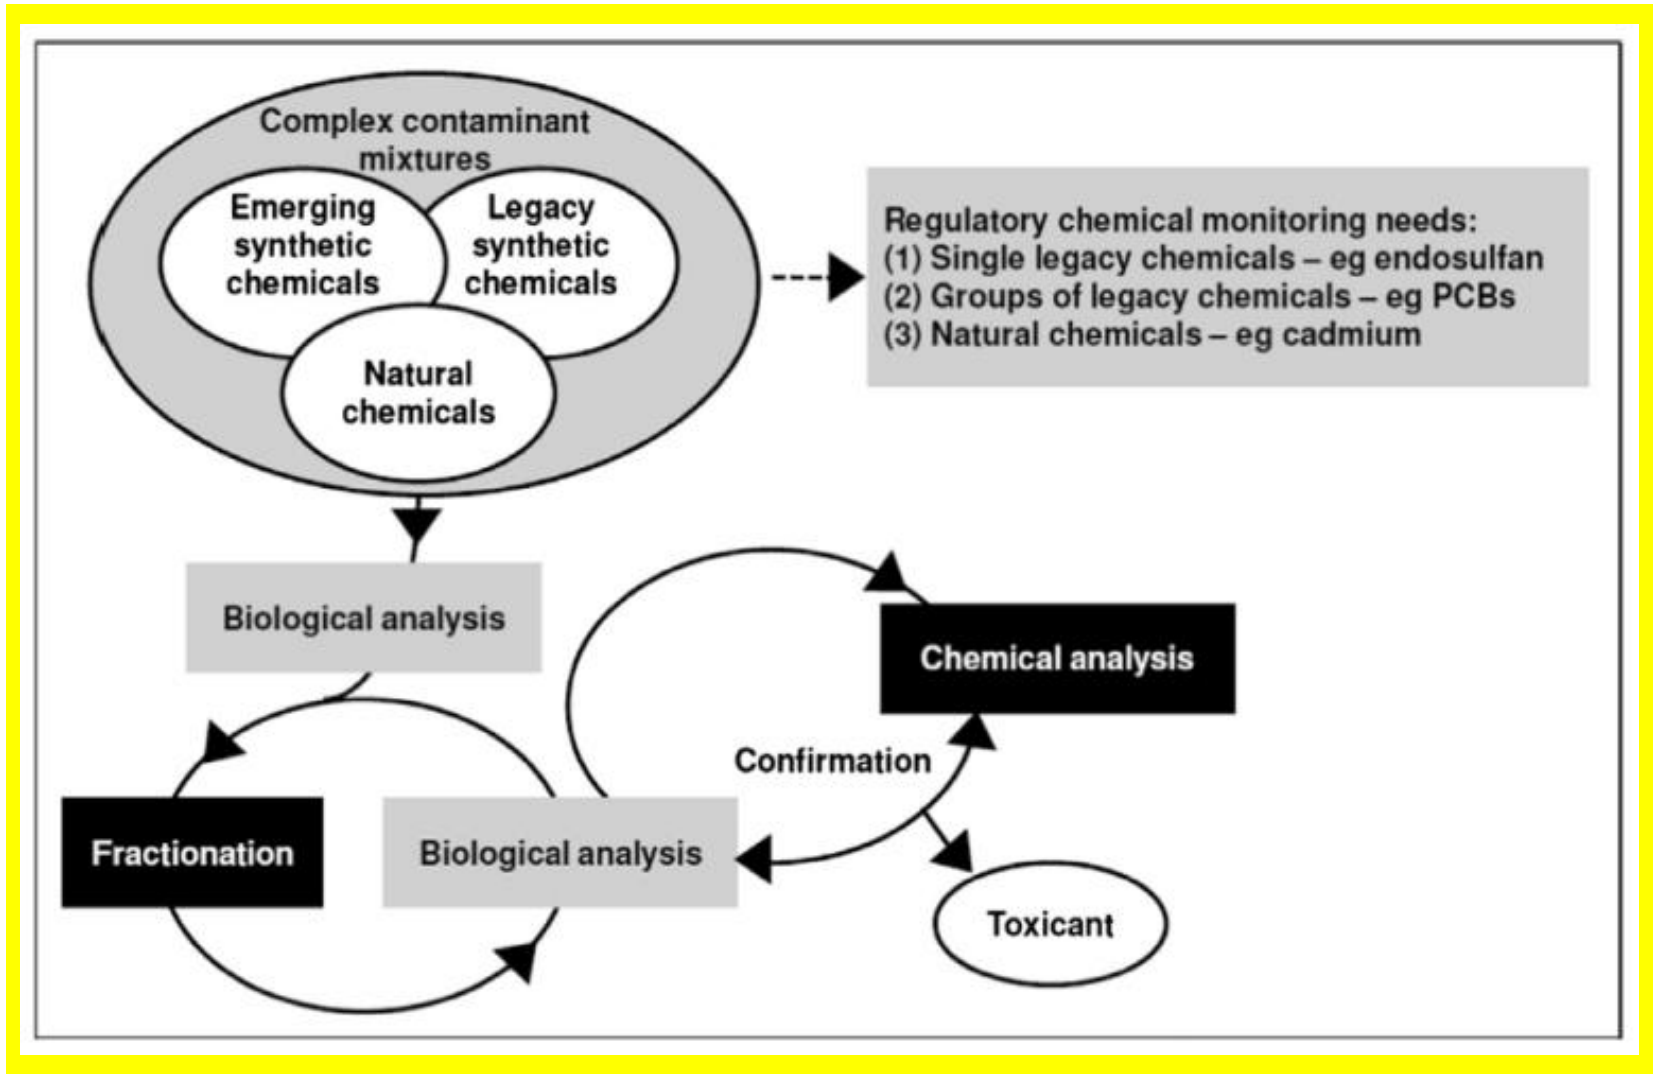 Complex contaminant
mixtures
Emerging
synthetic
chemicals
Legacy
synthetic
chemicals
Natural
chemicals
Regulatory chemical monitoring needs:
(1) Single legacy chemicals – eg endosulfan
(2) Groups of legacy chemicals – eg PCBs
(3) Natural chemicals – eg cadmium
Biological analysis
Chemical analysis
Confirmation
Fractionation
Biological analysis
Toxicant